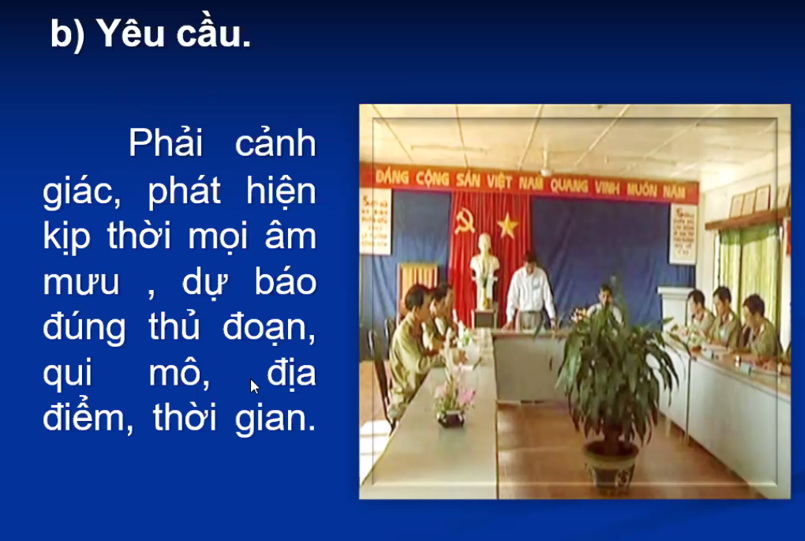 b) Yêu cầu.
Phải cảnh
giác, phát hiện
kịp thời mọi âm
mưu , dự báo
đúng thủ đoạn,
qui mô, địa
điểm, thời gian.
ĐẢNG CỘNG SẢN VIỆT NAM QUANG VINH MUÔN NĂM